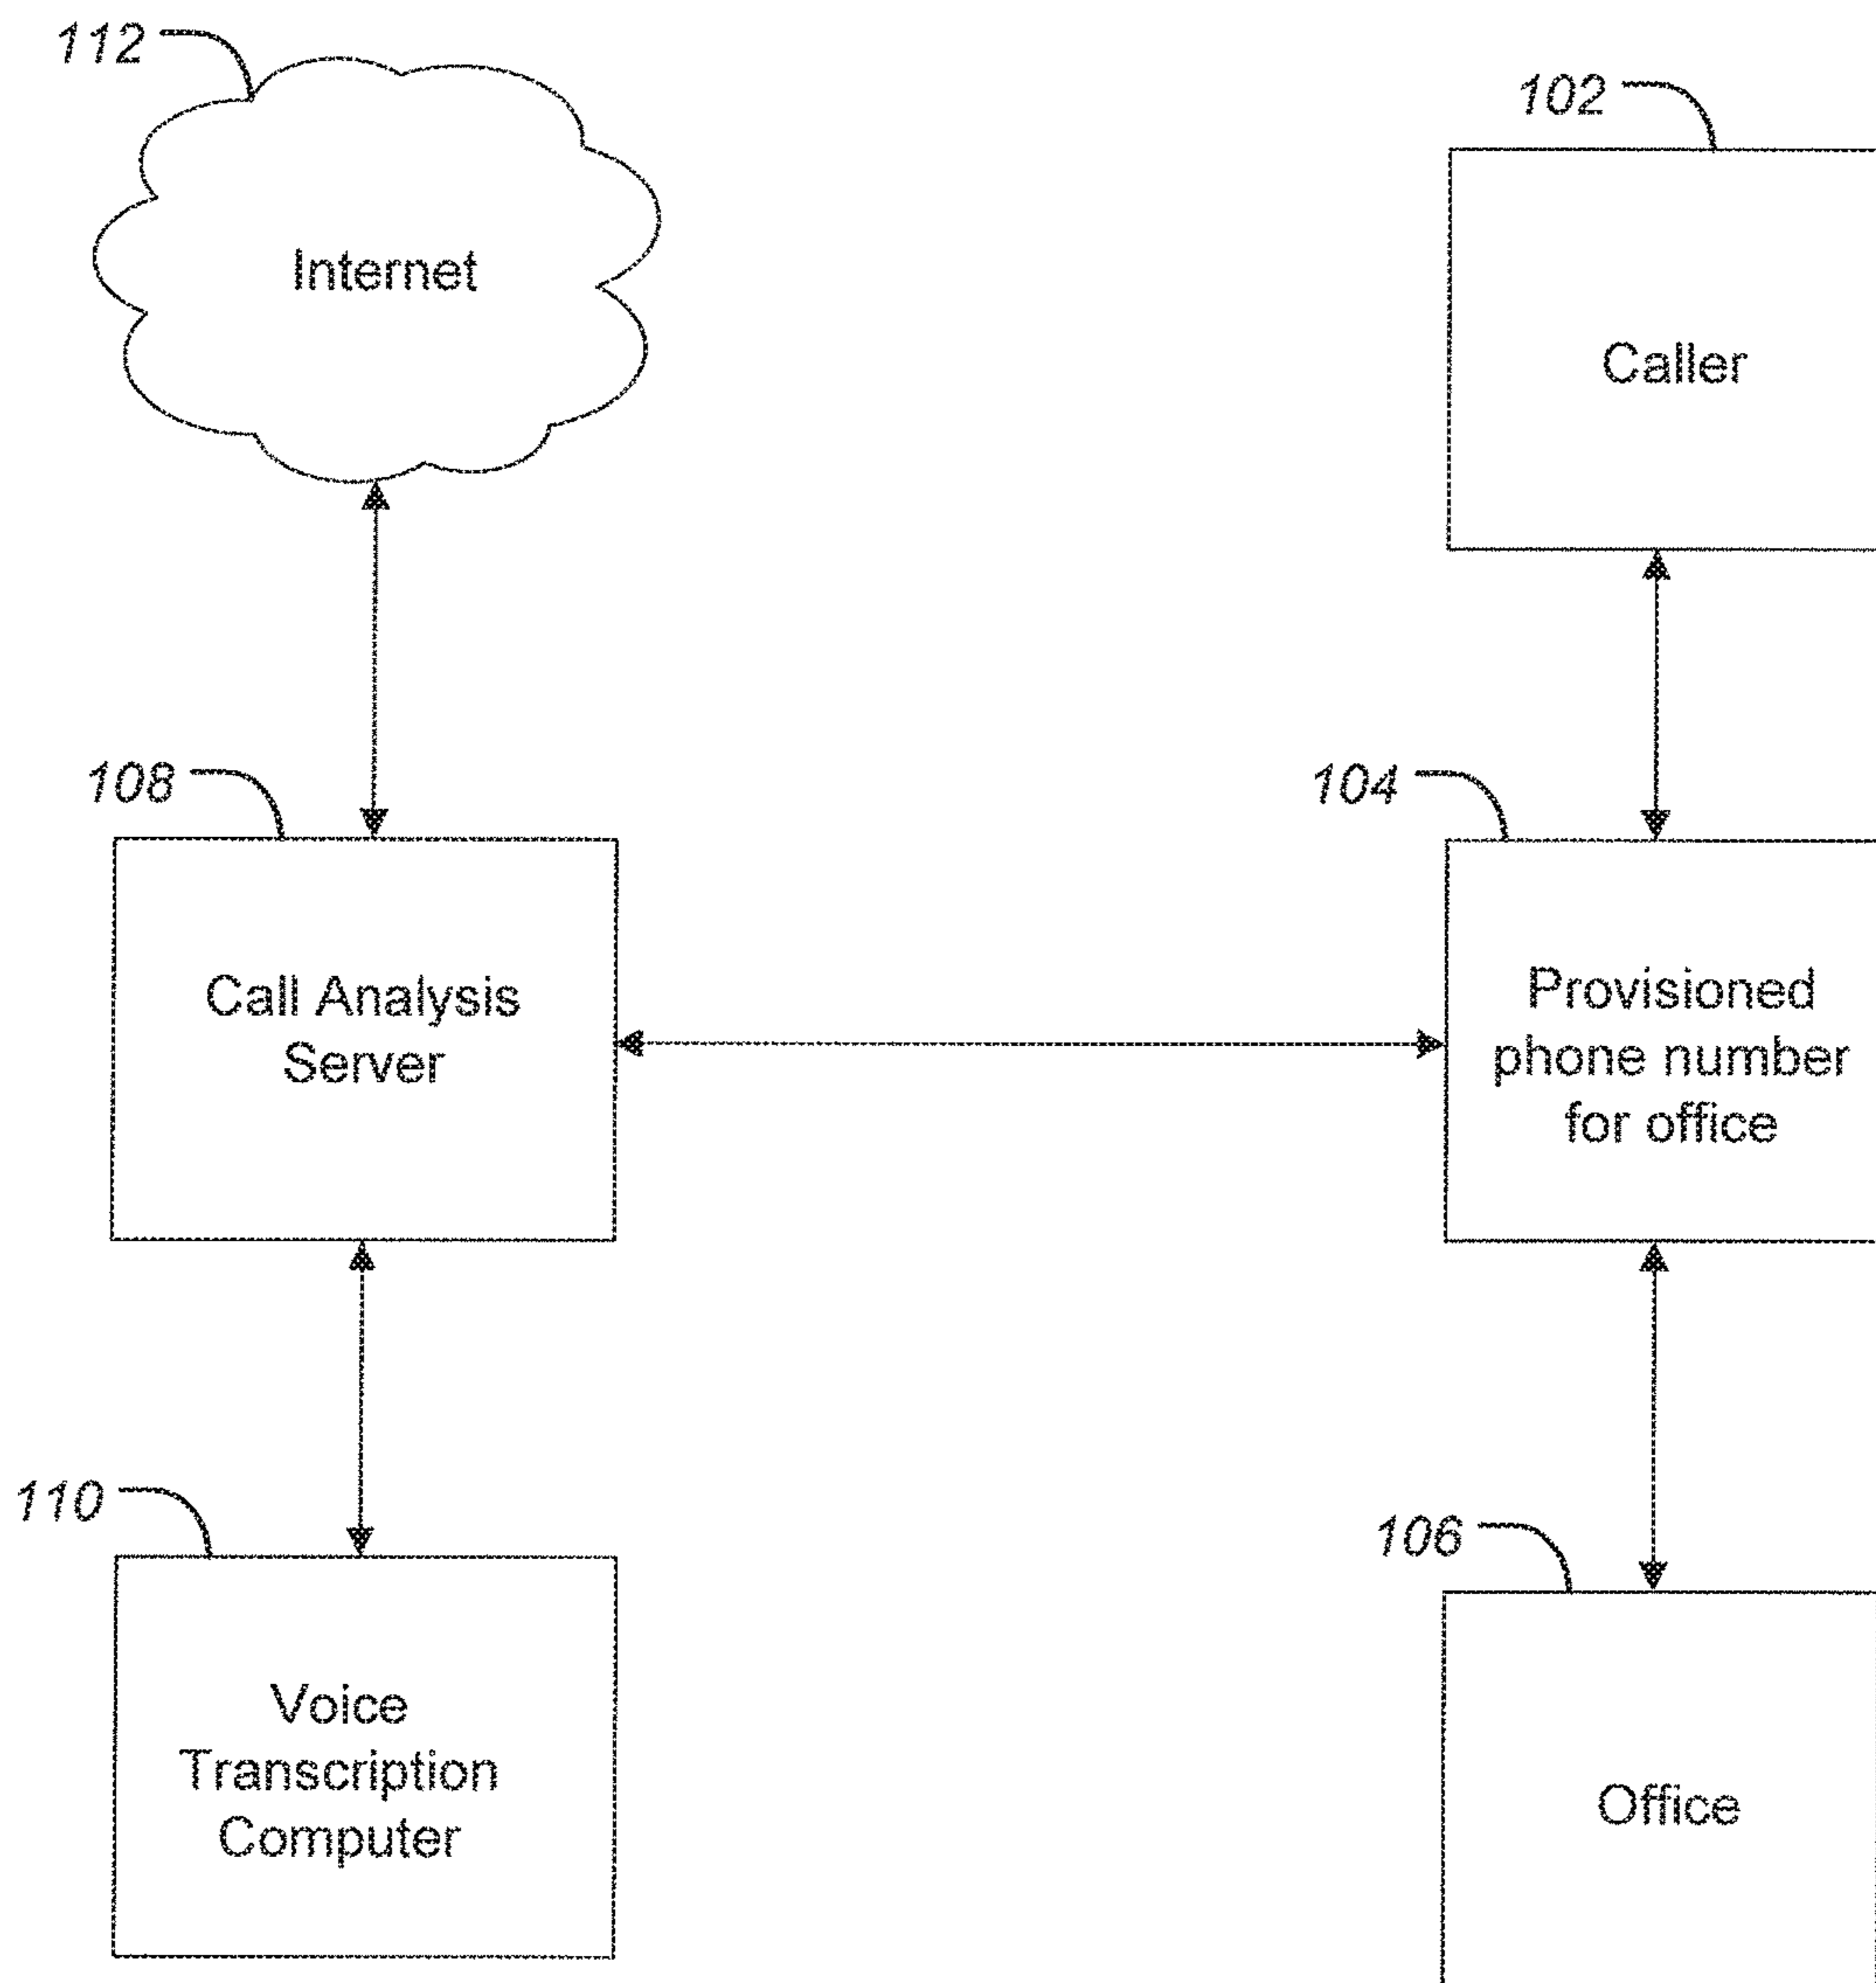 112
Internet
102
Caller
108
Call Analysis
Server
104
Provisioned
phone number
for office
110
Voice
Transcription
Computer
106
Office